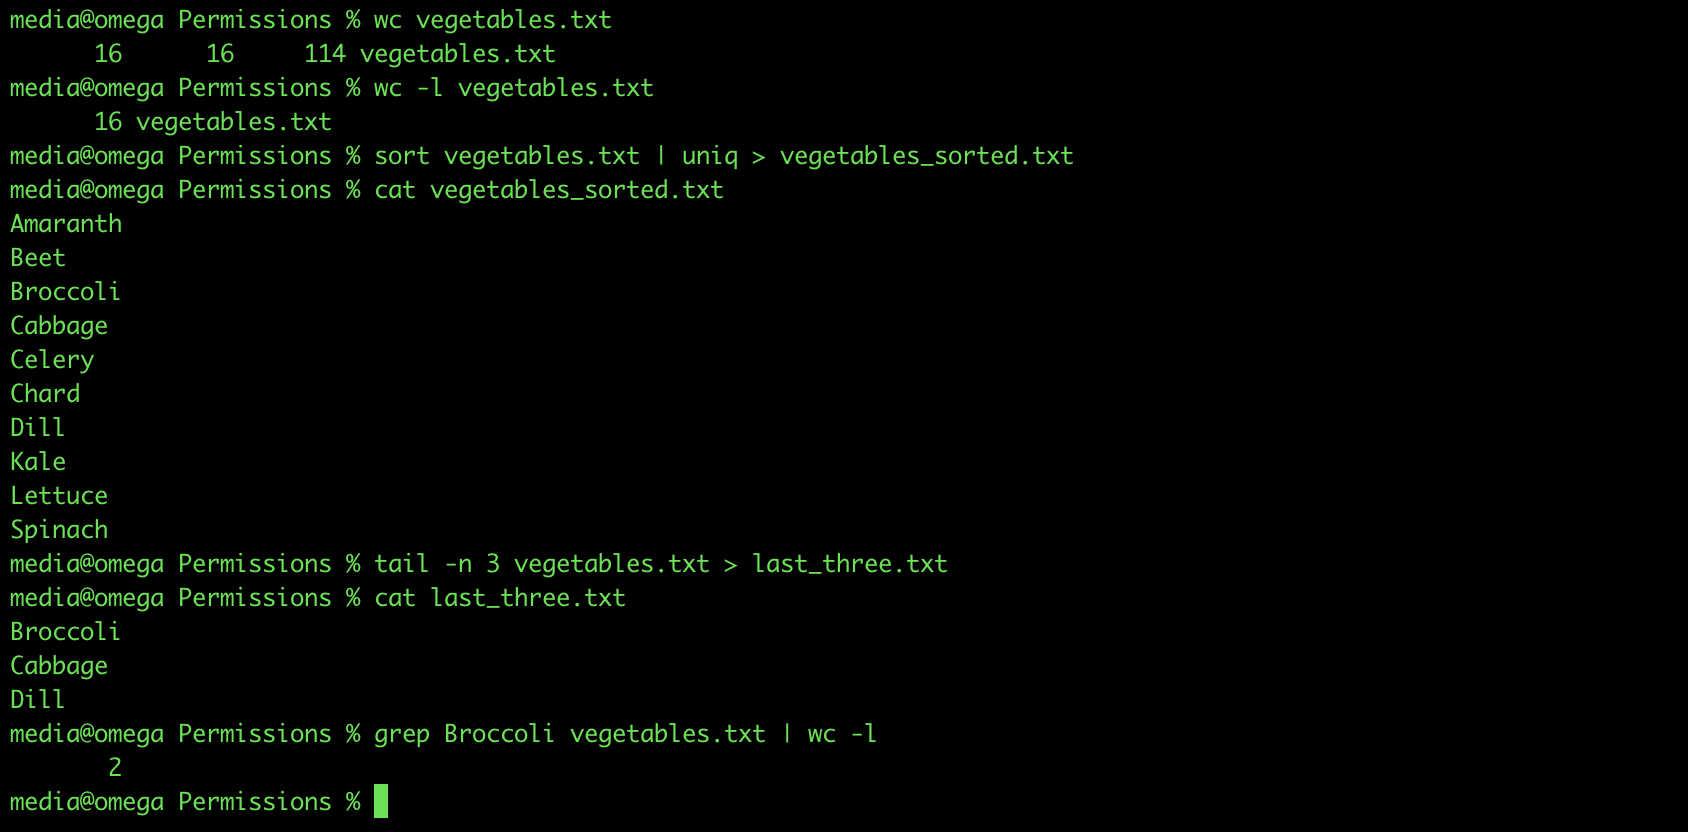 media@omega Permissions % wc vegetables.txt
      16      16     114 vegetables.txt
media@omega Permissions % wc -l vegetables.txt
      16 vegetables.txt
media@omega Permissions % sort vegetables.txt | uniq > vegetables_sorted.txt
media@omega Permissions % cat vegetables_sorted.txt
Amaranth
Beet
Broccoli
Cabbage
Celery
Chard
Dill
Kale
Lettuce
Spinach
media@omega Permissions % tail -n 3 vegetables.txt > last_three.txt
media@omega Permissions % cat last_three.txt
Broccoli
Cabbage
Dill
media@omega Permissions % grep Broccoli vegetables.txt | wc -l
       2
media@omega Permissions %